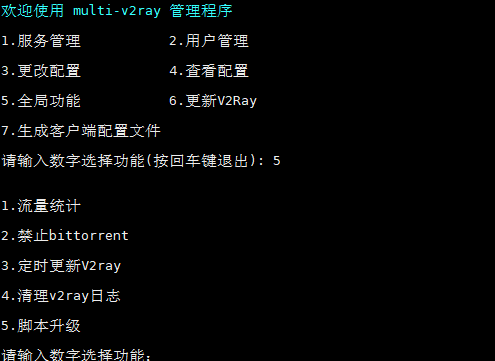 欢迎使用 multi-v2ray 管理程序
1.服务管理 2.用户管理
3.更改配置 4.查看配置
5.全局功能 6.更新V2Ray
7.生成客户端配置文件
请输入数字选择功能(按回车键退出): 5
1.流量统计
2.禁止bittorrent
3.定时更新V2ray
4.清理v2ray日志
5.脚本升级
请输入数字选择功能: